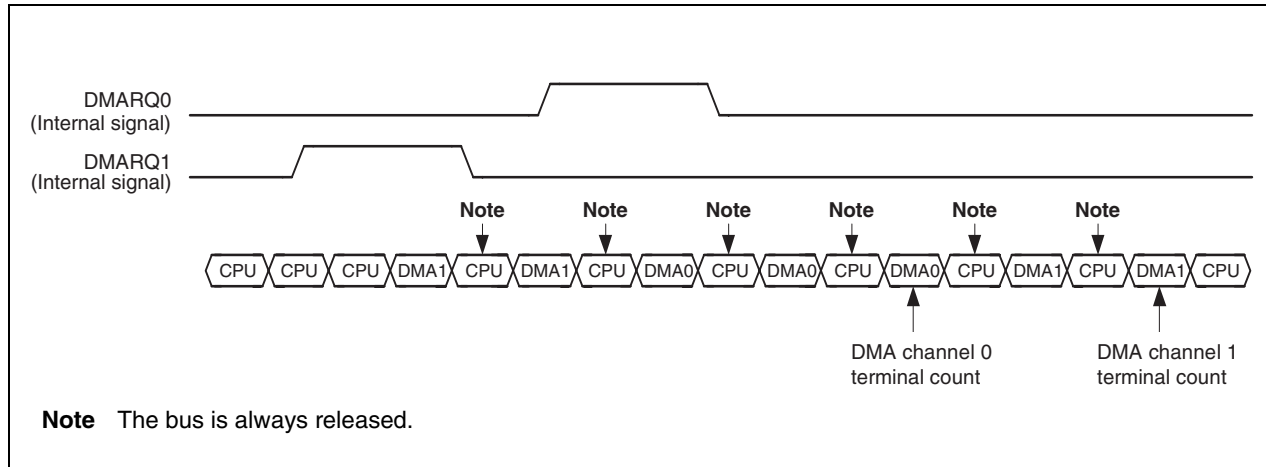 DMARQ0
(Internal signal)
DMARQ1
(Internal signal)
Note Note Note Note Note Note
CPU CPU CPU DMA1 CPU DMA1 CPU DMA0 CPU DMA0 CPU DMA0 CPU DMA1 CPU DMA1 CPU
DMA channel 0
terminal count
DMA channel 1
terminal count
Note The bus is always released.